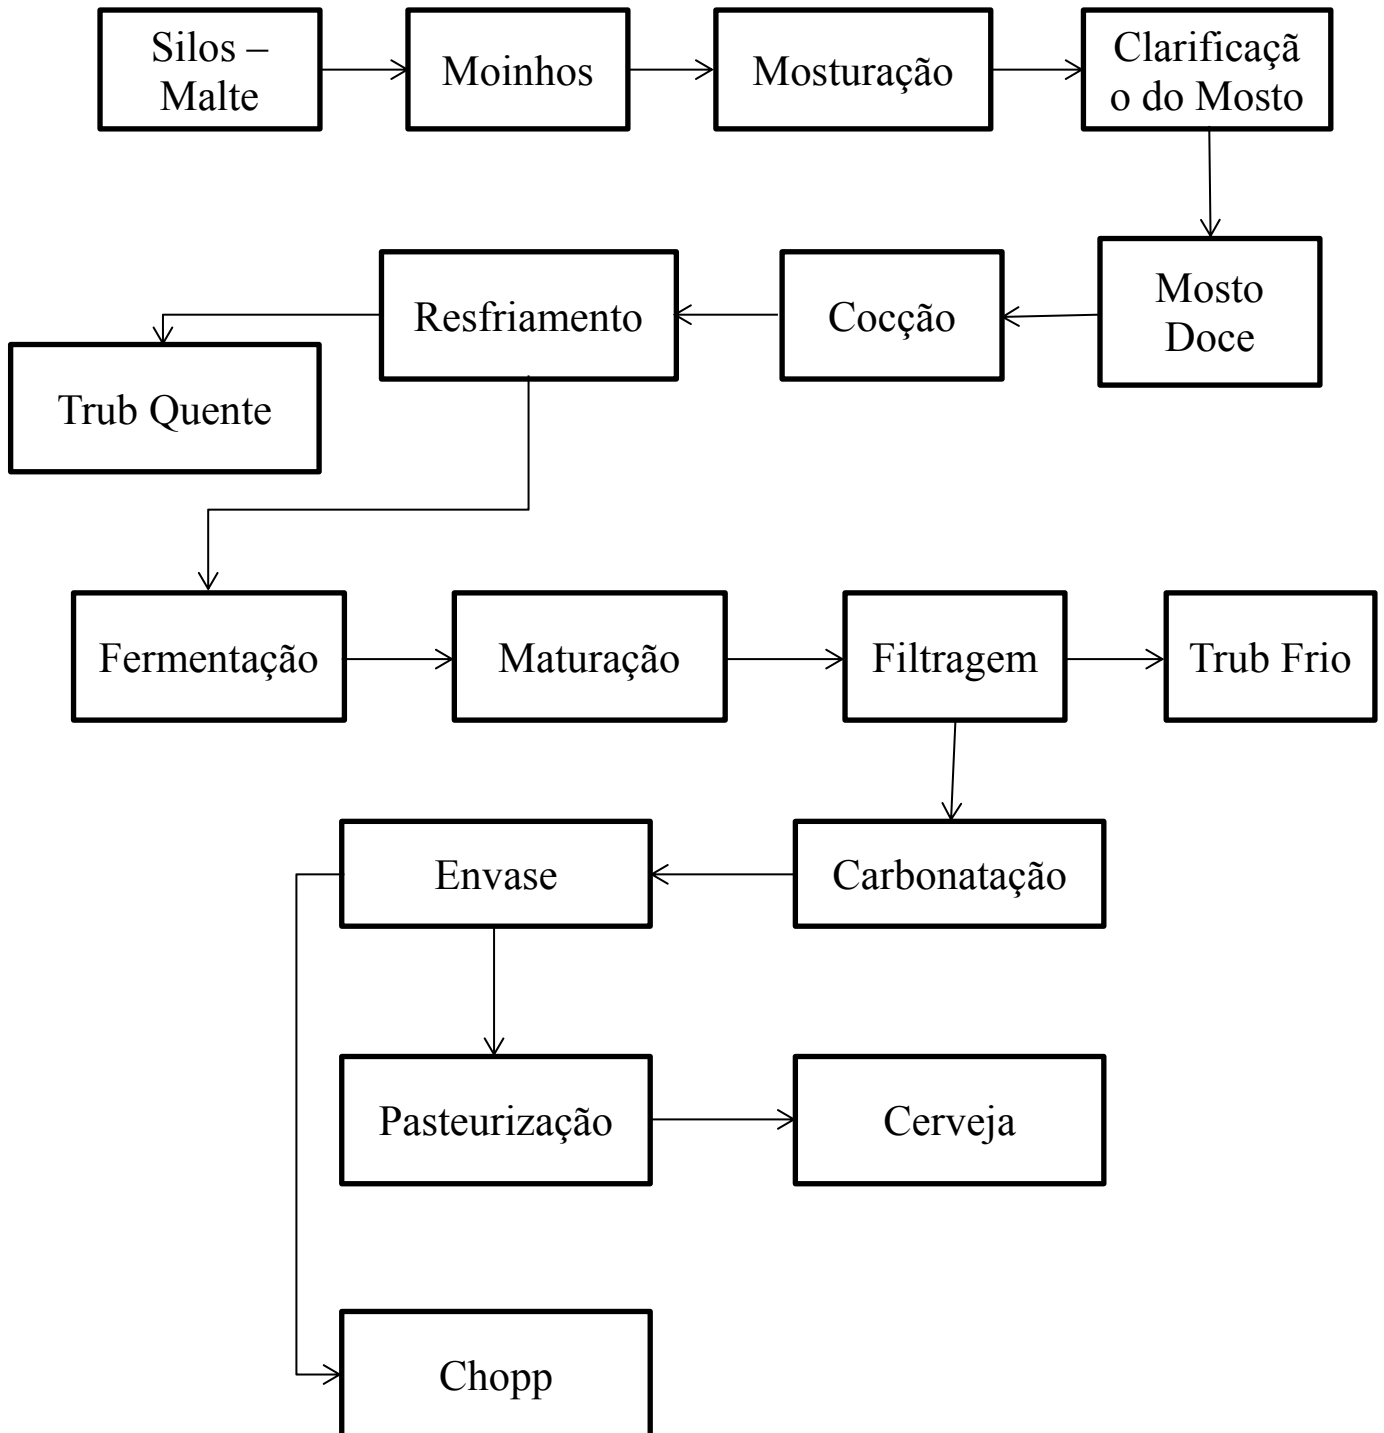 Silos –
Malte
Moinhos
Mosturação
Clarificaçã
o do Mosto
Mosto
Doce
Cocção
Resfriamento
Trub Quente
Fermentação
Maturação
Filtragem
Trub Frio
Carbonatação
Envase
Pasteurização
Cerveja
Chopp